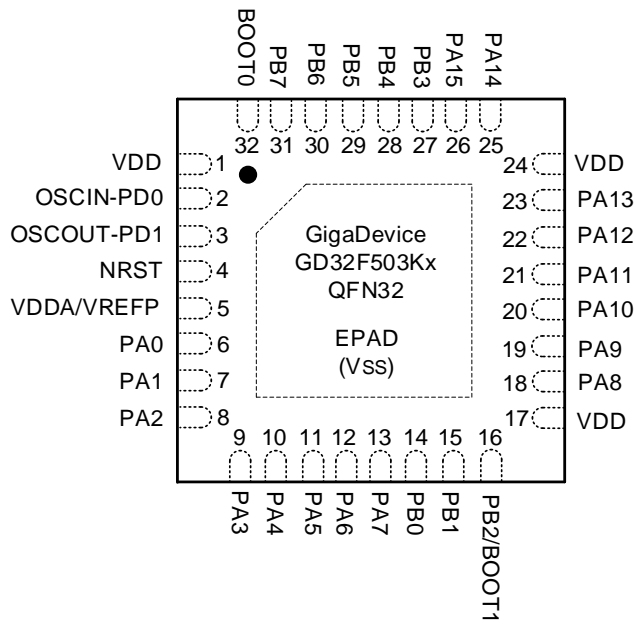 BOOT0
PB7
PB6
PB5
PB4
PB3
PA15
PA14
32
31
30
29
28
27
26
25
VDD 1
OSCIN-PD0 2
OSCOUT-PD1 3
NRST 4
VDDA/VREFP 5
PA0 6
PA1 7
PA2 8
GigaDevice
GD32F503Kx
QFN32
EPAD
(VSS)
24 VDD
23 PA13
22 PA12
21 PA11
20 PA10
19 PA9
18 PA8
17 VDD
9
10
11
12
13
14
15
16
PA3
PA4
PA5
PA6
PA7
PB0
PB1
PB2/BOOT1